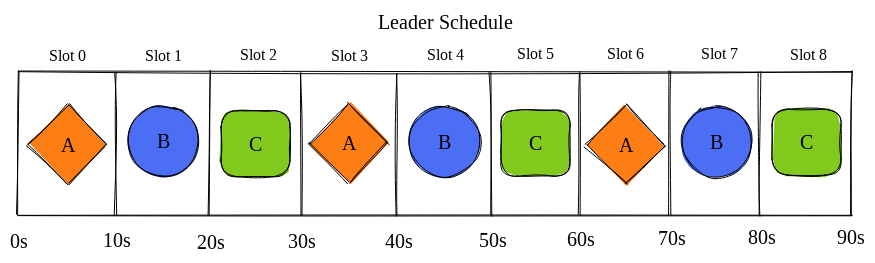 Leader Schedule
Slot 0 Slot 1 Slot 2 Slot 3 Slot 4 Slot 5 Slot 6 Slot 7 Slot 8
A B C A B C A B C
0s 10s 20s 30s 40s 50s 60s 70s 80s 90s